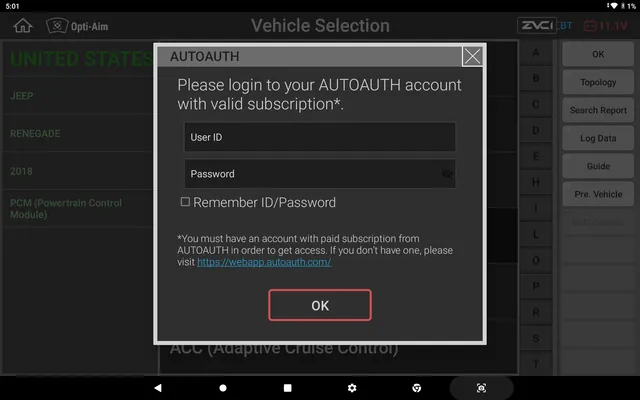 5:01
1%
Opti-Aim
Vehicle Selection
ZVCI
BT
11.1V
UNITED STATES
JEEP
RENEGADE
2018
PCM (Powertrain Control
Module)
AUTOAUTH
Please login to your AUTOAUTH account
with valid subscription*.
User ID
Password
Remember ID/Password
*You must have an account with paid subscription from
AUTOAUTH in order to get access. If you don't have one, please
visit https://webapp.autoauth.com/
OK
ACC (Adaptive Cruise Control)
A
B
C
D
E
H
I
L
O
P
R
S
T
OK
Topology
Search Report
Log Data
Guide
Pre. Vehicle